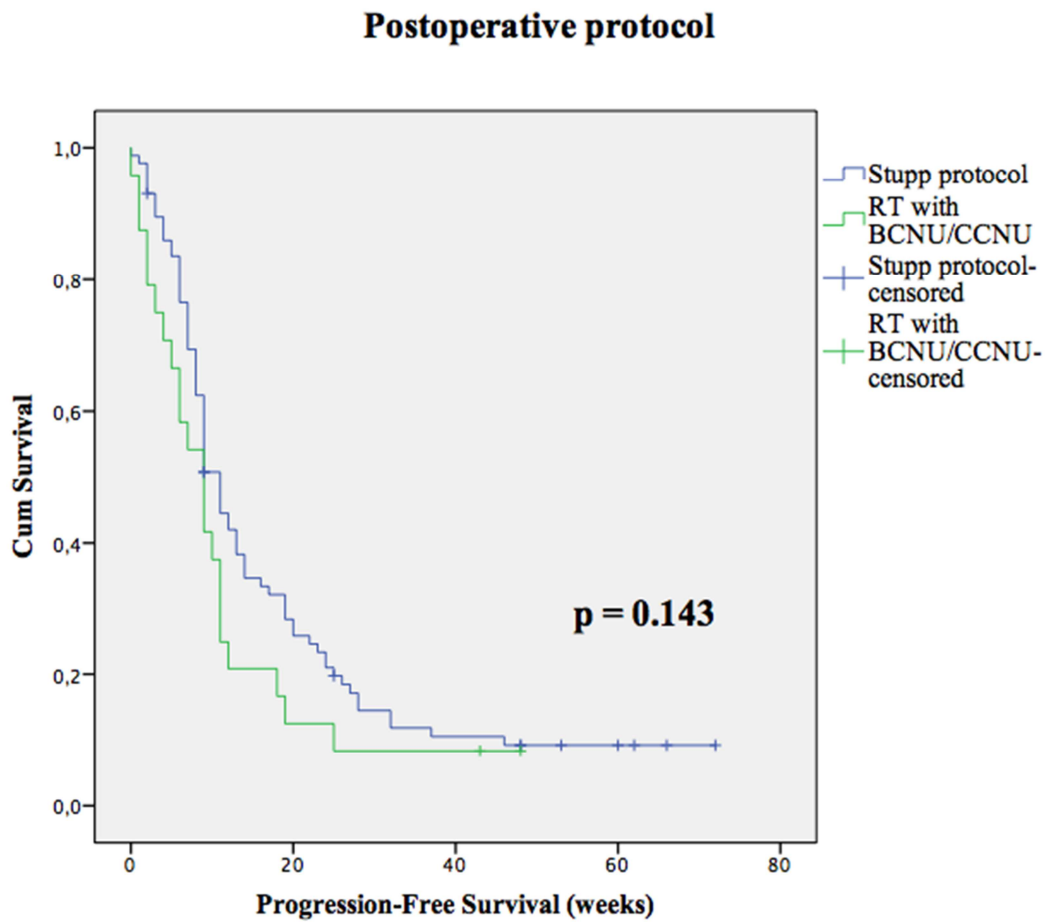 Postoperative protocol
1,0
0,8
0,6
0,4
0,2
0,0
Cum Survival
p = 0.143
0
20
40
60
80
Progression-Free Survival (weeks)
Stupp protocol
RT with
BCNU/CCNU
Stupp protocol-
censored
RT with
BCNU/CCNU-
censored